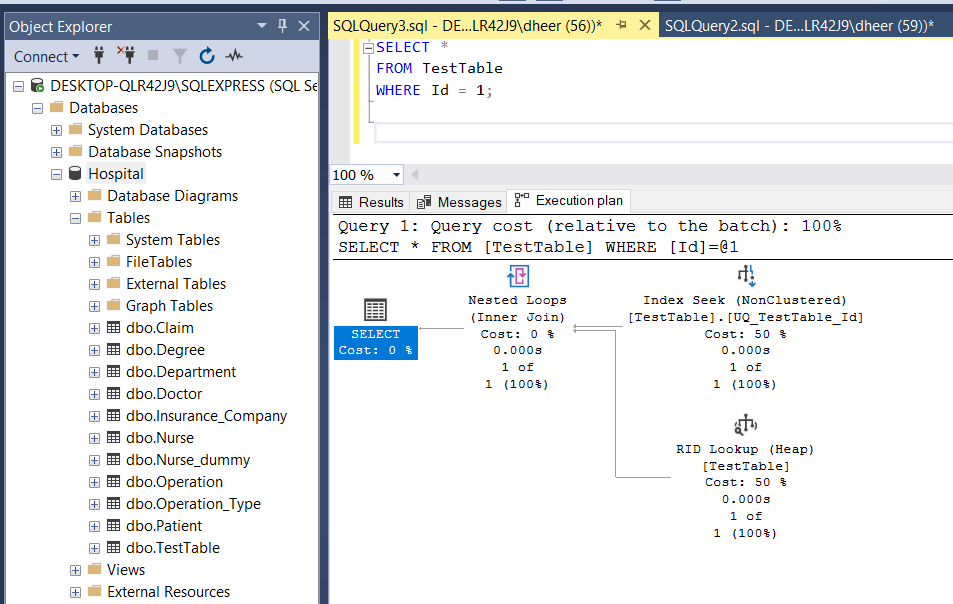 Object Explorer
Connect
DESKTOP-QLR42J9\SQLEXPRESS (SQL Se
Databases
System Databases
Database Snapshots
Hospital
Database Diagrams
Tables
System Tables
FileTables
External Tables
Graph Tables
dbo.Claim
dbo.Degree
dbo.Department
dbo.Doctor
dbo.Insurance_Company
dbo.Nurse
dbo.Nurse_dummy
dbo.Operation
dbo.Operation_Type
dbo.Patient
dbo.TestTable
Views
External Resources
SQLQuery3.sql - DE...LR42J9\dheer (56))*
SQLQuery2.sql - DE...LR42J9\dheer (59))*
SELECT *
FROM TestTable
WHERE Id = 1;
100 %
Results
Messages
Execution plan
Query 1: Query cost (relative to the batch): 100%
SELECT * FROM [TestTable] WHERE [Id]=@1
SELECT
Cost: 0 %
Nested Loops
(Inner Join)
Cost: 0 %
0.000s
1 of
1 (100%)
Index Seek (NonClustered)
[TestTable].[UQ_TestTable_Id]
Cost: 50 %
0.000s
1 of
1 (100%)
RID Lookup (Heap)
[TestTable]
Cost: 50 %
0.000s
1 of
1 (100%)